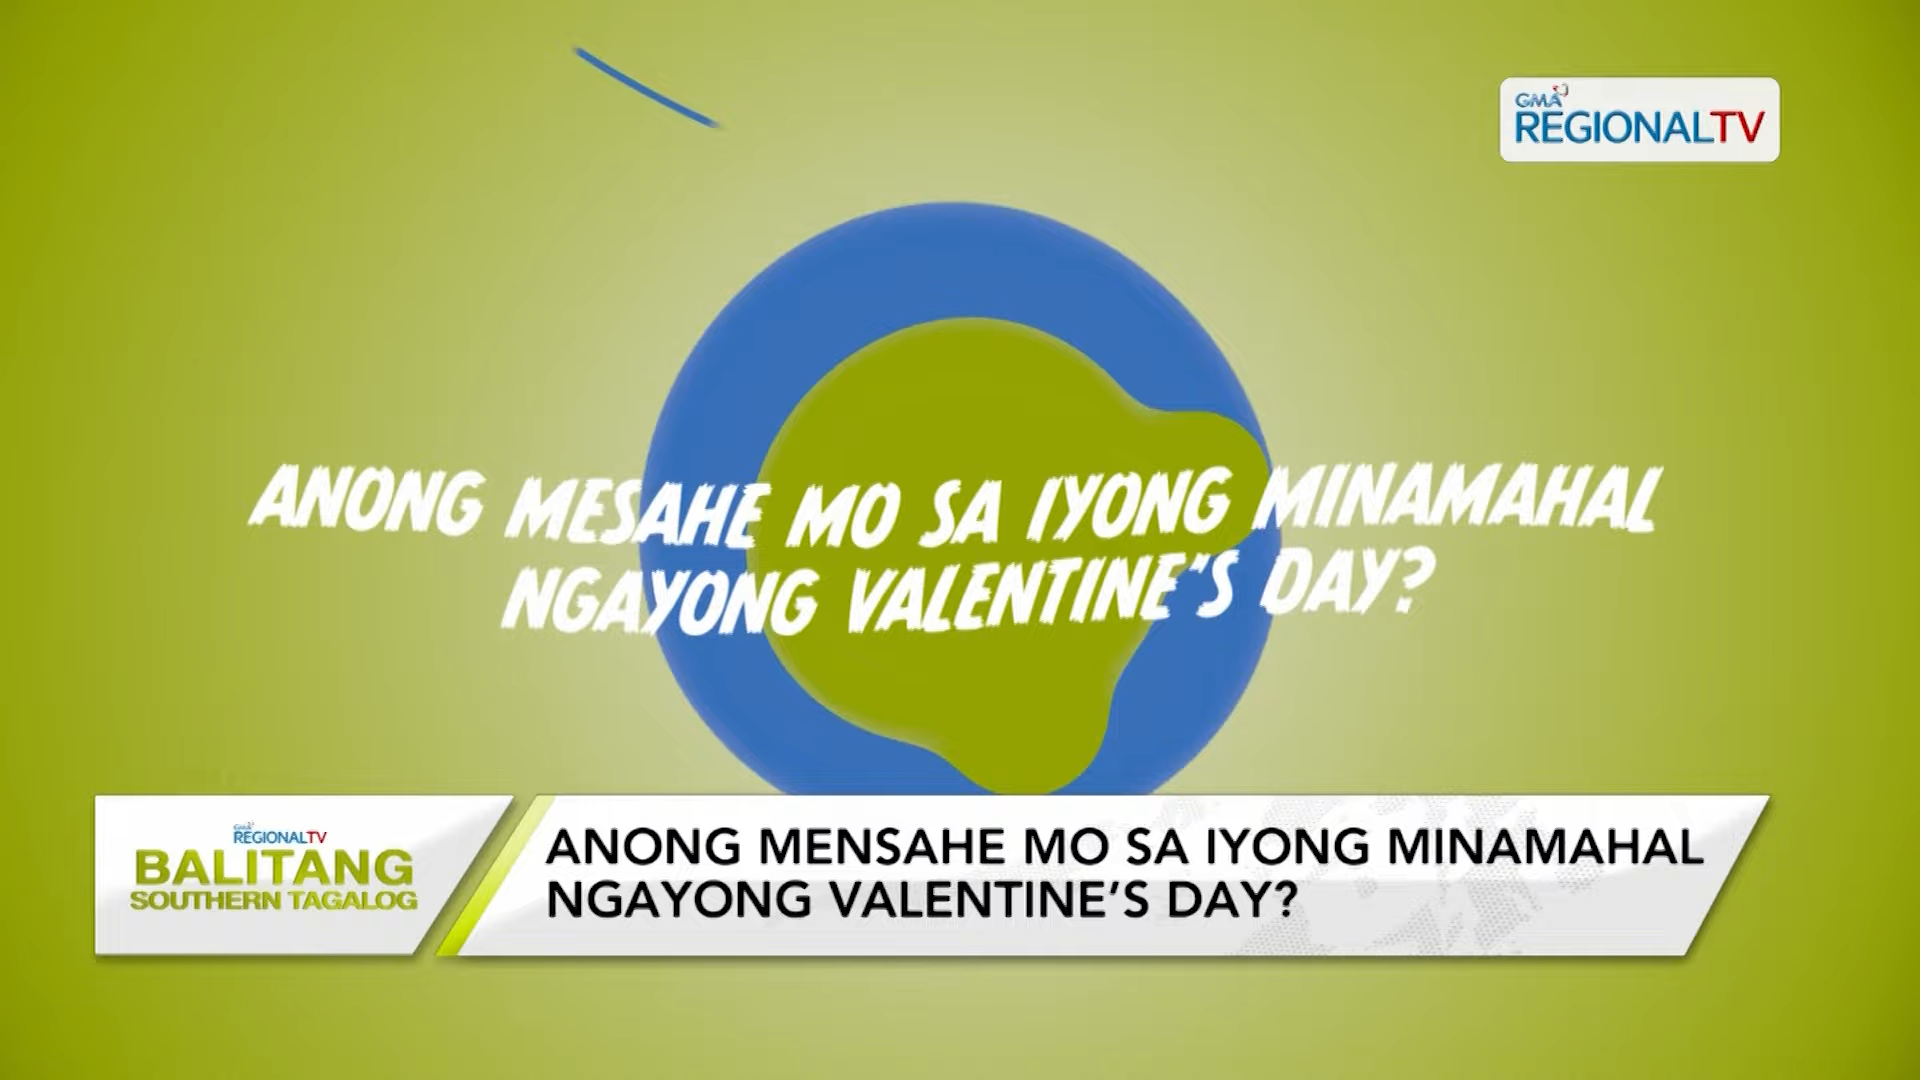 GMA
REGIONALTV
ANONG MESAHE MO SA IYONG MINAMAHAL
NGAYONG VALENTINE'S DAY?
GMA
REGIONALTV
BALITANG
SOUTHERN TAGALOG
ANONG MENSAHE MO SA IYONG MINAMAHAL
NGAYONG VALENTINE'S DAY?